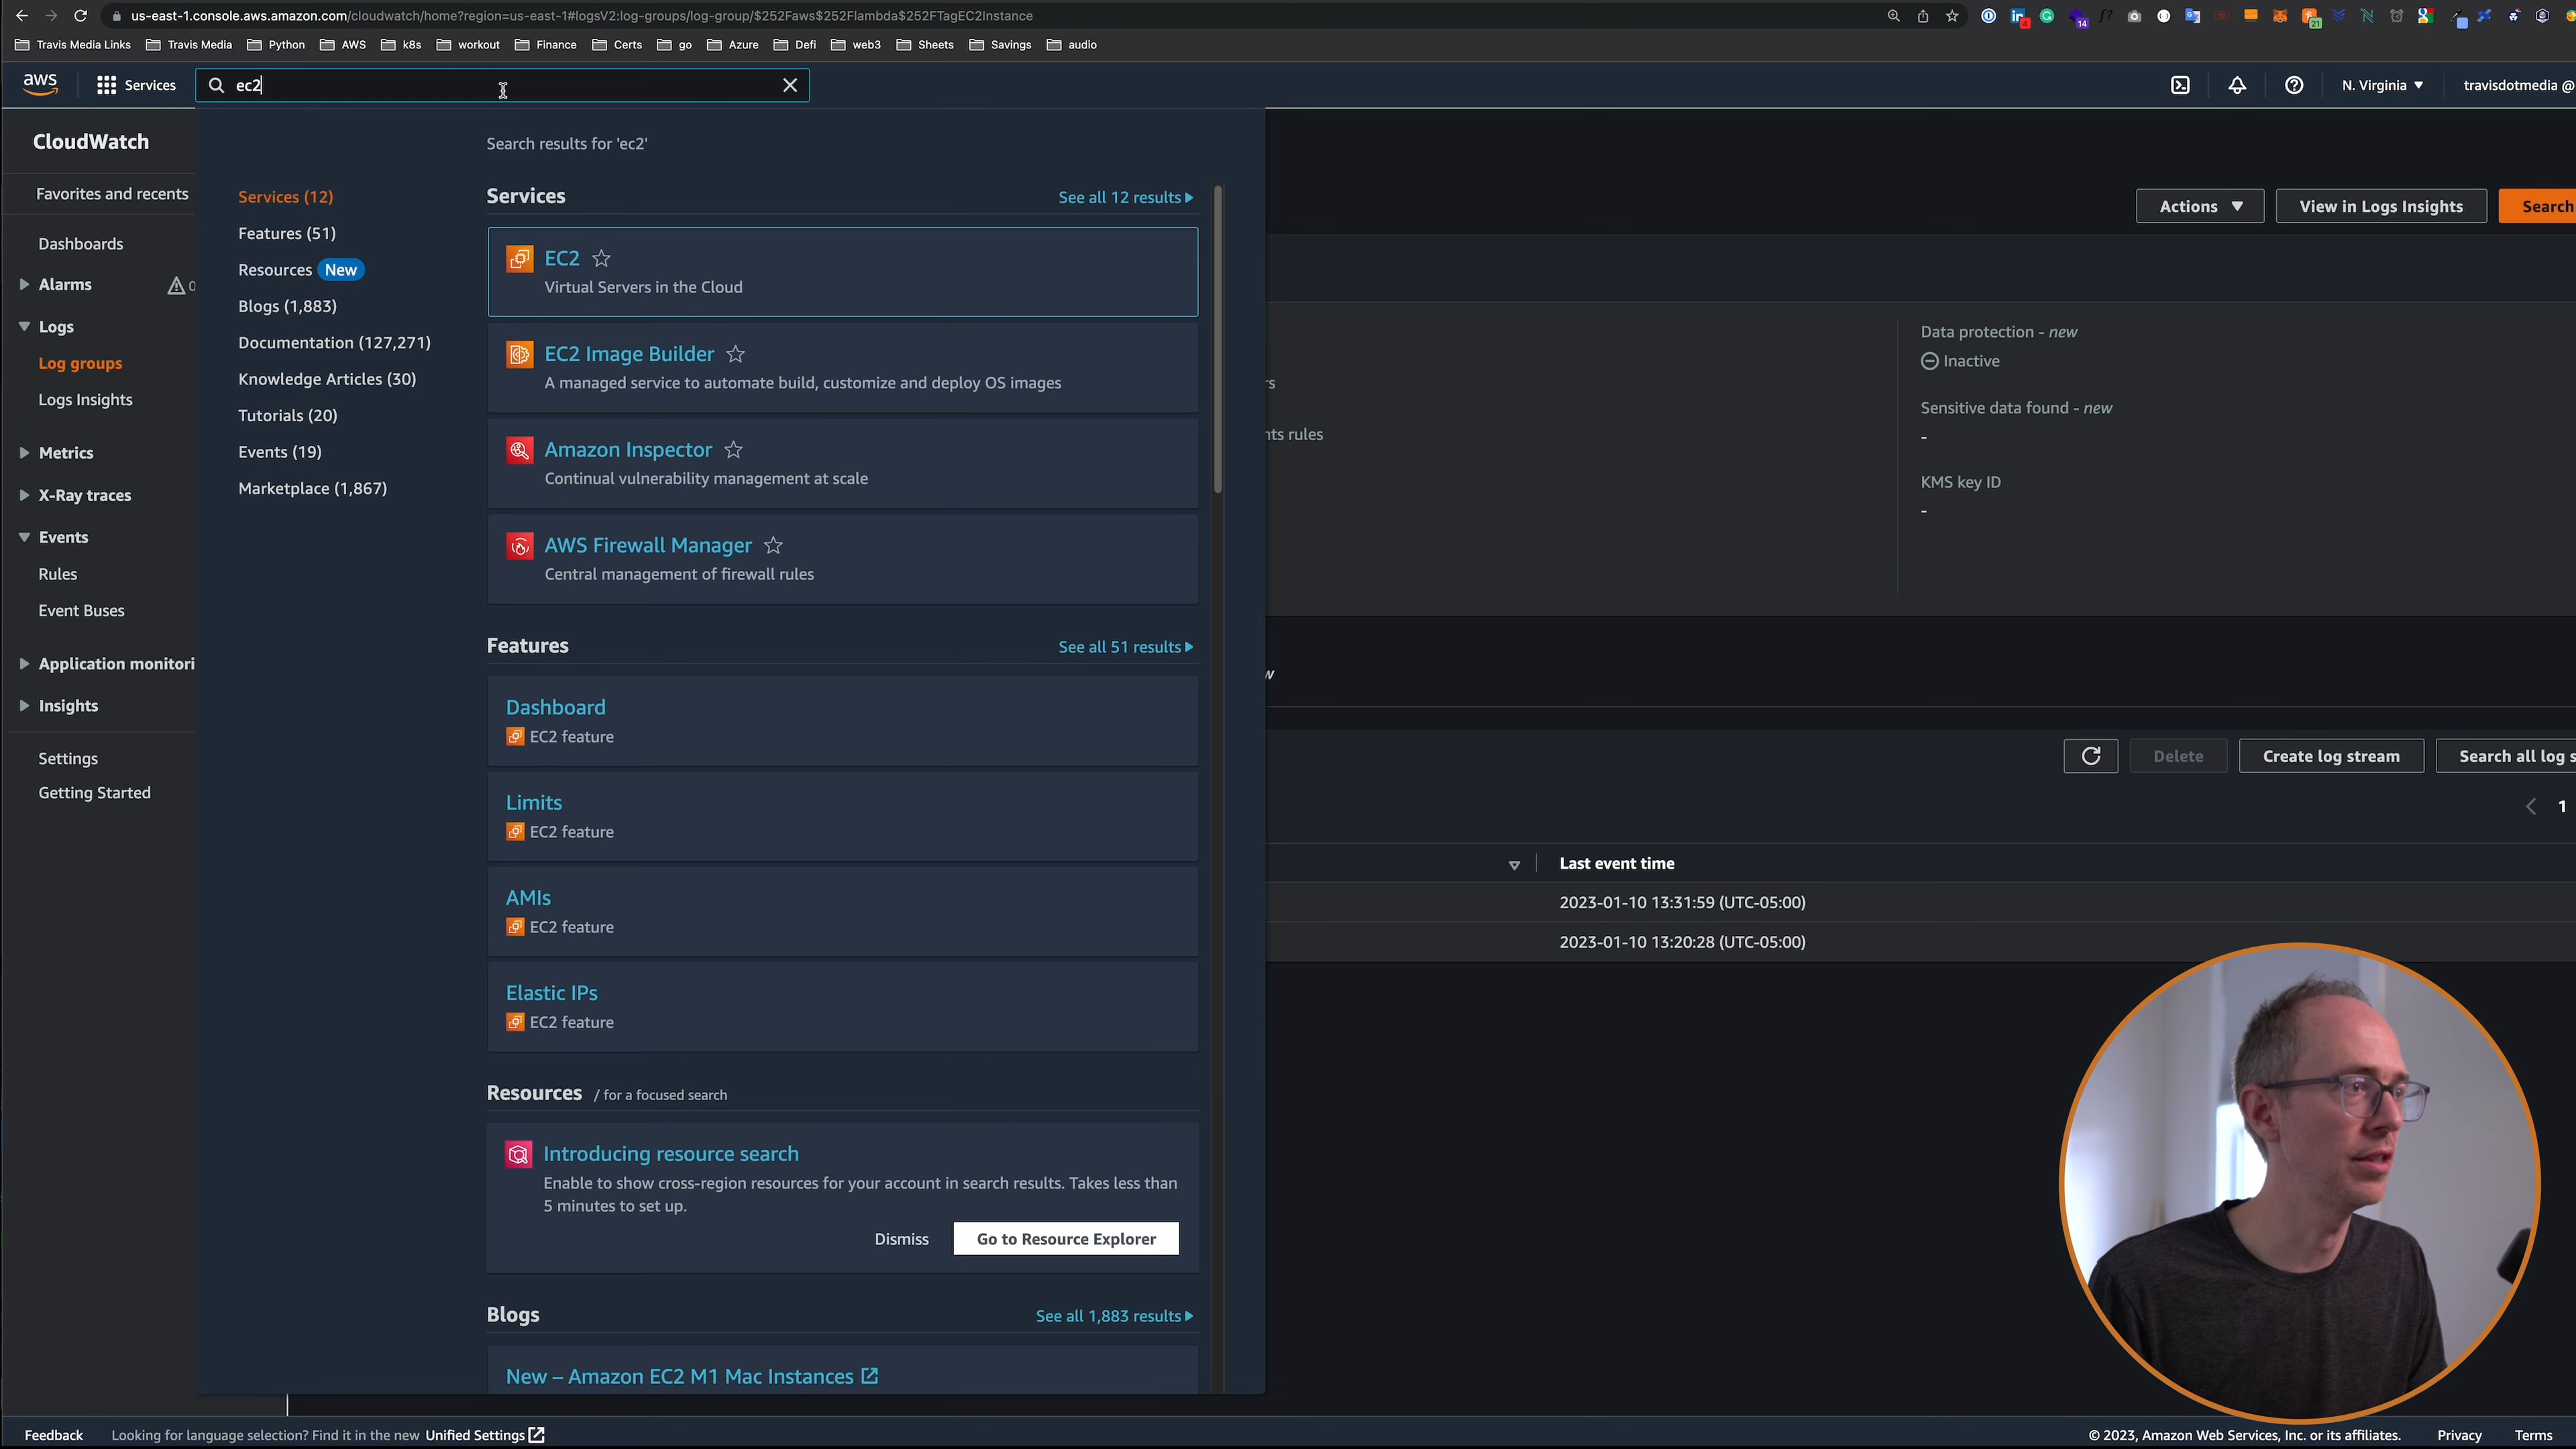 us-east-1.console.aws.amazon.com/cloudwatch/home?region=us-east-1#logsV2:log-groups/log-group/$252Faws$252Flambda$252FTagEC2Instance
Travis Media Links Travis Media Python AWS k8s workout Finance Certs go Azure Defi web3 Sheets Savings audio
aws Services ec2 N. Virginia travisdotmedia @
CloudWatch
Favorites and recents
Dashboards
Alarms
Logs
Log groups
Logs Insights
Metrics
X-Ray traces
Events
Rules
Event Buses
Application monitori
Insights
Settings
Getting Started
Search results for 'ec2'
Services (12)
Features (51)
Resources New
Blogs (1,883)
Documentation (127,271)
Knowledge Articles (30)
Tutorials (20)
Events (19)
Marketplace (1,867)
Services See all 12 results
EC2
Virtual Servers in the Cloud
EC2 Image Builder
A managed service to automate build, customize and deploy OS images
Amazon Inspector
Continual vulnerability management at scale
AWS Firewall Manager
Central management of firewall rules
Features See all 51 results
Dashboard
EC2 feature
Limits
EC2 feature
AMIs
EC2 feature
Elastic IPs
EC2 feature
Resources / for a focused search
Introducing resource search
Enable to show cross-region resources for your account in search results. Takes less than
5 minutes to set up.
Dismiss Go to Resource Explorer
Blogs See all 1,883 results
New – Amazon EC2 M1 Mac Instances
Actions View in Logs Insights Search
Data protection - new
Inactive
Sensitive data found - new
-
KMS key ID
-
rs
nts rules
Delete Create log stream Search all log s
1
Last event time
2023-01-10 13:31:59 (UTC-05:00)
2023-01-10 13:20:28 (UTC-05:00)
Feedback Looking for language selection? Find it in the new Unified Settings © 2023, Amazon Web Services, Inc. or its affiliates. Privacy Terms